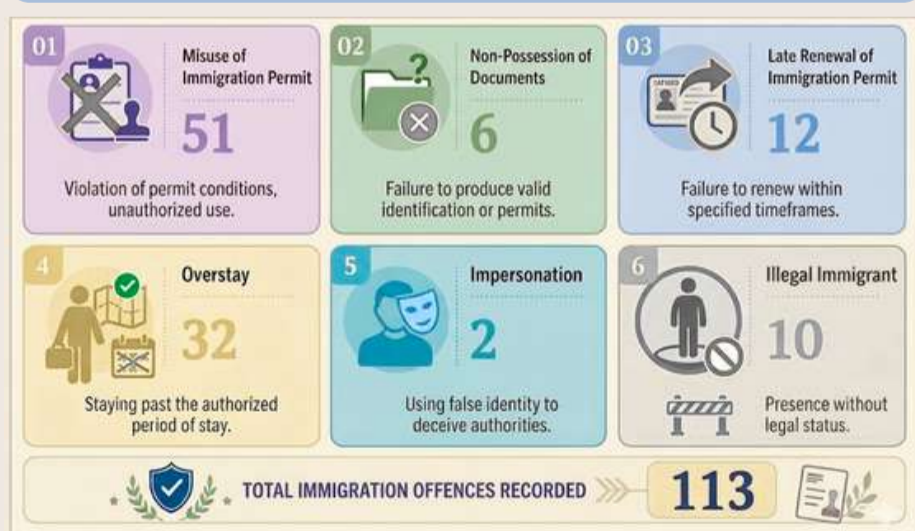 01
Misuse of
Immigration Permit
51
Violation of permit conditions,
unauthorized use.
02
?
Non-Possession of
Documents
6
Failure to produce valid
identification or permits.
03
Late Renewal of
Immigration Permit
12
Failure to renew within
specified timeframes.
4
Overstay
32
Staying past the authorized
period of stay.
5
Impersonation
2
Using false identity to
deceive authorities.
6
Illegal Immigrant
10
Presence without
legal status.
TOTAL IMMIGRATION OFFENCES RECORDED
113